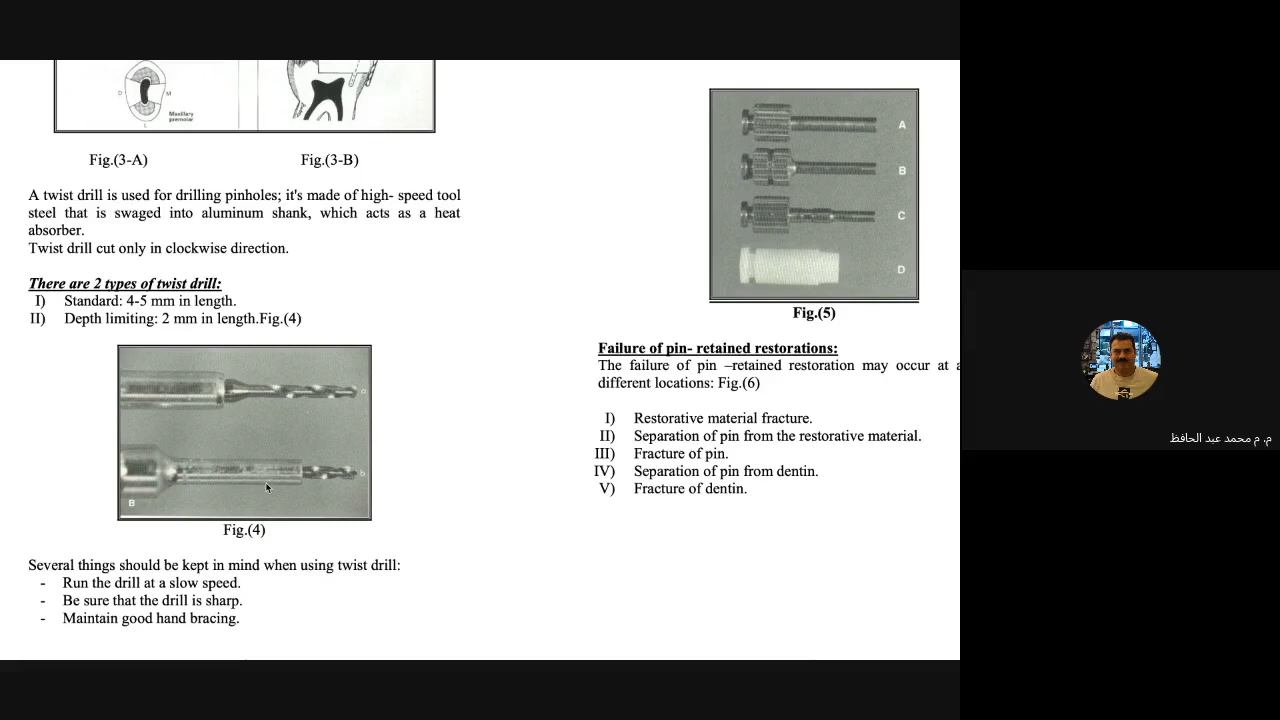 D
M
L
Maxillary
premolar
Fig.(3-A)
Fig.(3-B)
A twist drill is used for drilling pinholes; it's made of high- speed tool
steel that is swaged into aluminum shank, which acts as a heat
absorber.
Twist drill cut only in clockwise direction.
There are 2 types of twist drill:
I) Standard: 4-5 mm in length.
II) Depth limiting: 2 mm in length.Fig.(4)
B
Fig.(4)
Several things should be kept in mind when using twist drill:
- Run the drill at a slow speed.
- Be sure that the drill is sharp.
- Maintain good hand bracing.
A
B
C
D
Fig.(5)
Failure of pin- retained restorations:
The failure of pin –retained restoration may occur at
different locations: Fig.(6)
I) Restorative material fracture.
II) Separation of pin from the restorative material.
III) Fracture of pin.
IV) Separation of pin from dentin.
V) Fracture of dentin.
م. م محمد عبد الحافظ